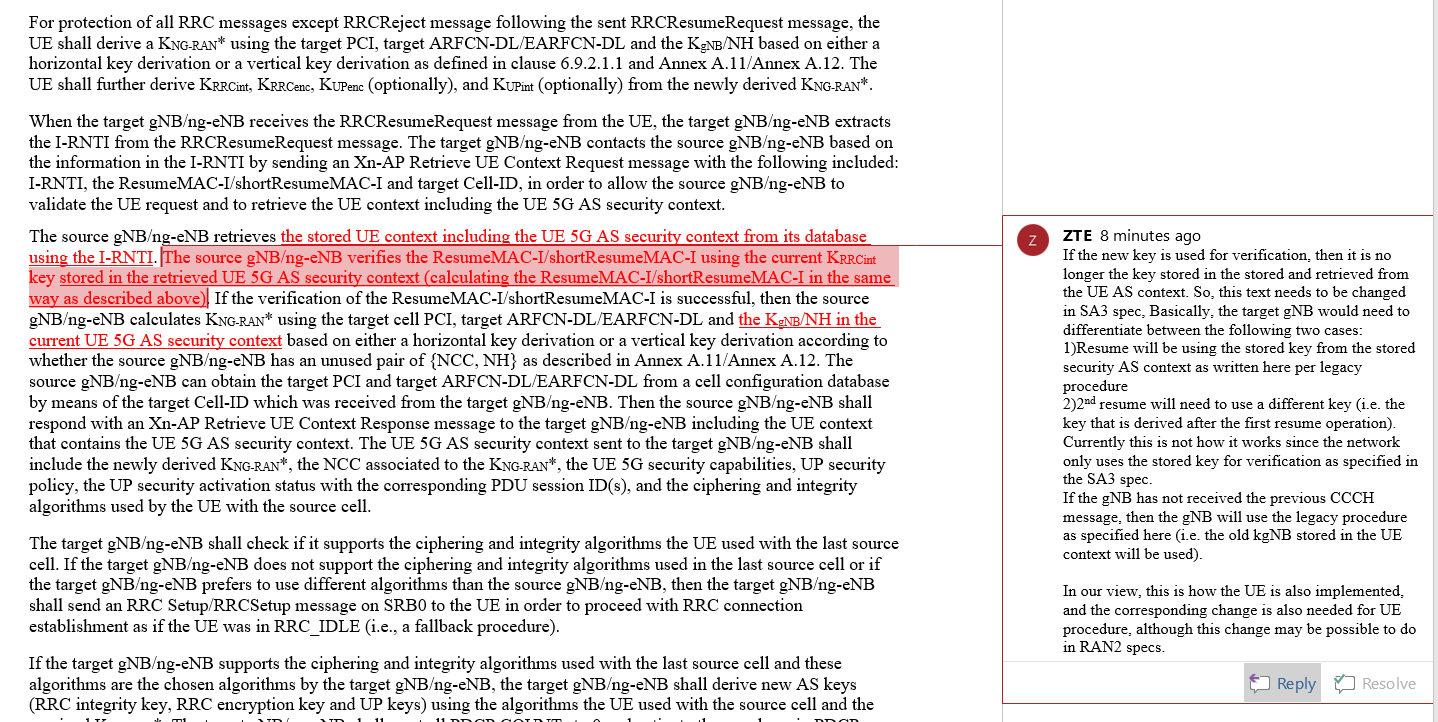 For protection of all RRC messages except RRCReject message following the sent RRCResumeRequest message, the
UE shall derive a KNG-RAN* using the target PCI, target ARFCN-DL/EARFCN-DL and the KgNB/NH based on either a
horizontal key derivation or a vertical key derivation as defined in clause 6.9.2.1.1 and Annex A.11/Annex A.12. The
UE shall further derive KRRCint, KRRCenc, KUPenc (optionally), and KUPint (optionally) from the newly derived KNG-RAN*.
When the target gNB/ng-eNB receives the RRCResumeRequest message from the UE, the target gNB/ng-eNB extracts
the I-RNTI from the RRCResumeRequest message. The target gNB/ng-eNB contacts the source gNB/ng-eNB based on
the information in the I-RNTI by sending an Xn-AP Retrieve UE Context Request message with the following included:
I-RNTI, the ResumeMAC-I/shortResumeMAC-I and target Cell-ID, in order to allow the source gNB/ng-eNB to
validate the UE request and to retrieve the UE context including the UE 5G AS security context.
The source gNB/ng-eNB retrieves the stored UE context including the UE 5G AS security context from its database
using the I-RNTI. The source gNB/ng-eNB verifies the ResumeMAC-I/shortResumeMAC-I using the current KRRCint
key stored in the retrieved UE 5G AS security context (calculating the ResumeMAC-I/shortResumeMAC-I in the same
way as described above). If the verification of the ResumeMAC-I/shortResumeMAC-I is successful, then the source
gNB/ng-eNB calculates KNG-RAN* using the target cell PCI, target ARFCN-DL/EARFCN-DL and the KgNB/NH in the
current UE 5G AS security context based on either a horizontal key derivation or a vertical key derivation according to
whether the source gNB/ng-eNB has an unused pair of {NCC, NH} as described in Annex A.11/Annex A.12. The
source gNB/ng-eNB can obtain the target PCI and target ARFCN-DL/EARFCN-DL from a cell configuration database
by means of the target Cell-ID which was received from the target gNB/ng-eNB. Then the source gNB/ng-eNB shall
respond with an Xn-AP Retrieve UE Context Response message to the target gNB/ng-eNB including the UE context
that contains the UE 5G AS security context. The UE 5G AS security context sent to the target gNB/ng-eNB shall
include the newly derived KNG-RAN*, the NCC associated to the KNG-RAN*, the UE 5G security capabilities, UP security
policy, the UP security activation status with the corresponding PDU session ID(s), and the ciphering and integrity
algorithms used by the UE with the source cell.
The target gNB/ng-eNB shall check if it supports the ciphering and integrity algorithms the UE used with the last source
cell. If the target gNB/ng-eNB does not support the ciphering and integrity algorithms used in the last source cell or if
the target gNB/ng-eNB prefers to use different algorithms than the source gNB/ng-eNB, then the target gNB/ng-eNB
shall send an RRC Setup/RRCSetup message on SRB0 to the UE in order to proceed with RRC connection
establishment as if the UE was in RRC_IDLE (i.e., a fallback procedure).
If the target gNB/ng-eNB supports the ciphering and integrity algorithms used with the last source cell and these
algorithms are the chosen algorithms by the target gNB/ng-eNB, the target gNB/ng-eNB shall derive new AS keys
(RRC integrity key, RRC encryption key and UP keys) using the algorithms the UE used with the source cell and the
Z
ZTE 8 minutes ago
If the new key is used for verification, then it is no
longer the key stored in the stored and retrieved from
the UE AS context. So, this text needs to be changed
in SA3 spec, Basically, the target gNB would need to
differentiate between the following two cases:
1)Resume will be using the stored key from the stored
security AS context as written here per legacy
procedure
2)2nd resume will need to use a different key (i.e. the
key that is derived after the first resume operation).
Currently this is not how it works since the network
only uses the stored key for verification as specified in
the SA3 spec.
If the gNB has not received the previous CCCH
message, then the gNB will use the legacy procedure
as specified here (i.e. the old kgNB stored in the UE
context will be used).
In our view, this is how the UE is also implemented,
and the corresponding change is also needed for UE
procedure, although this change may be possible to do
in RAN2 specs.
Reply
Resolve